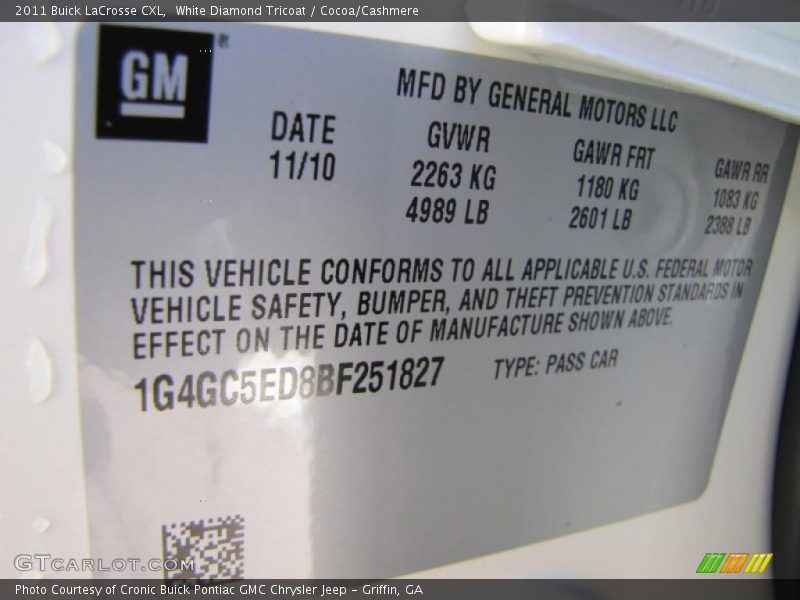 2011 Buick LaCrosse CXL, White Diamond Tricoat / Cocoa/Cashmere
GM
MFD BY GENERAL MOTORS LLC
DATE GVWR GAWR FRT GAWR RR
11/10 2263 KG 1180 KG 1083 KG
4989 LB 2601 LB 2388 LB
THIS VEHICLE CONFORMS TO ALL APPLICABLE U.S. FEDERAL MOTOR
VEHICLE SAFETY, BUMPER, AND THEFT PREVENTION STANDARDS IN
EFFECT ON THE DATE OF MANUFACTURE SHOWN ABOVE.
1G4GC5ED8BF251827 TYPE: PASS CAR
GTCARLOT.COM
Photo Courtesy of Cronic Buick Pontiac GMC Chrysler Jeep – Griffin, GA